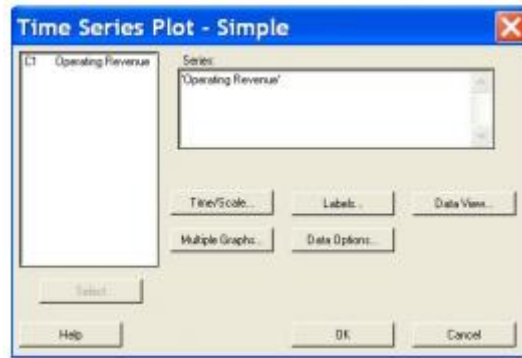 Time Series Plot - Simple
C1 Operating Revenue
Series:
'Operating Revenue'
Time/Scale...
Labels...
Data View...
Multiple Graphs...
Data Options...
Select
Help
OK
Cancel